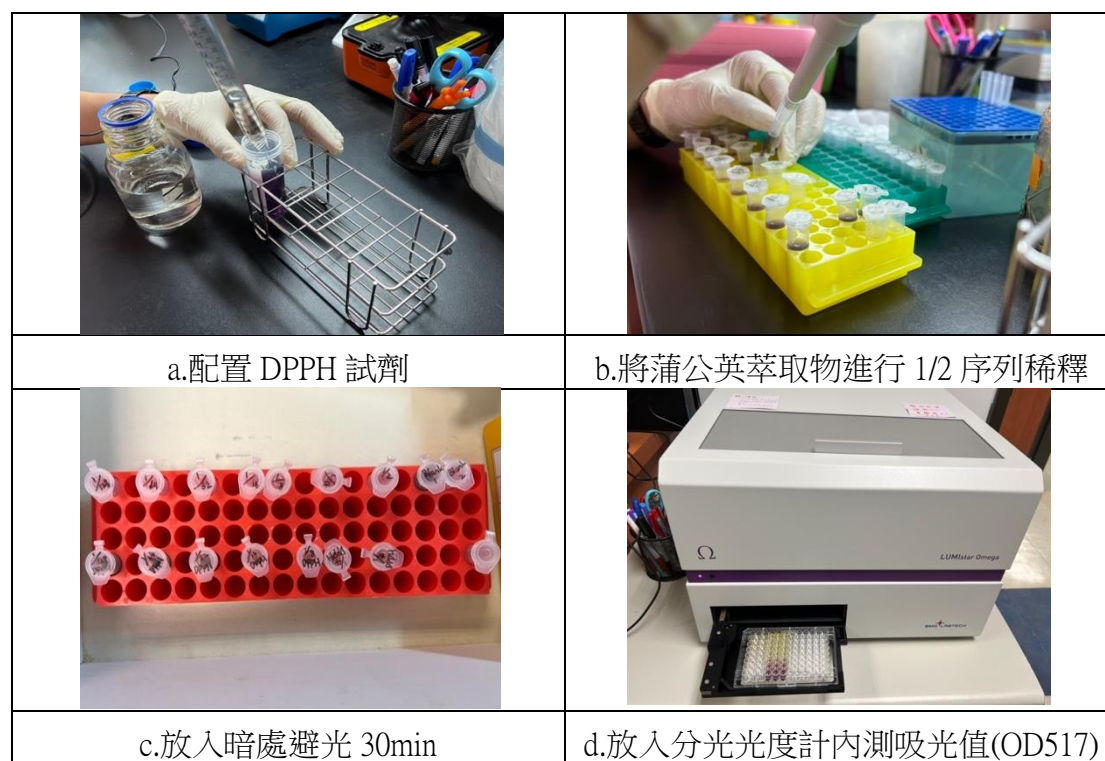 a.配置 DPPH 試劑
b.將蒲公英萃取物進行 1/2 序列稀釋
Ω
LUMIstar Omega
BMG LABTECH
c.放入暗處避光 30min
d.放入分光光度計內測吸光值(OD517)